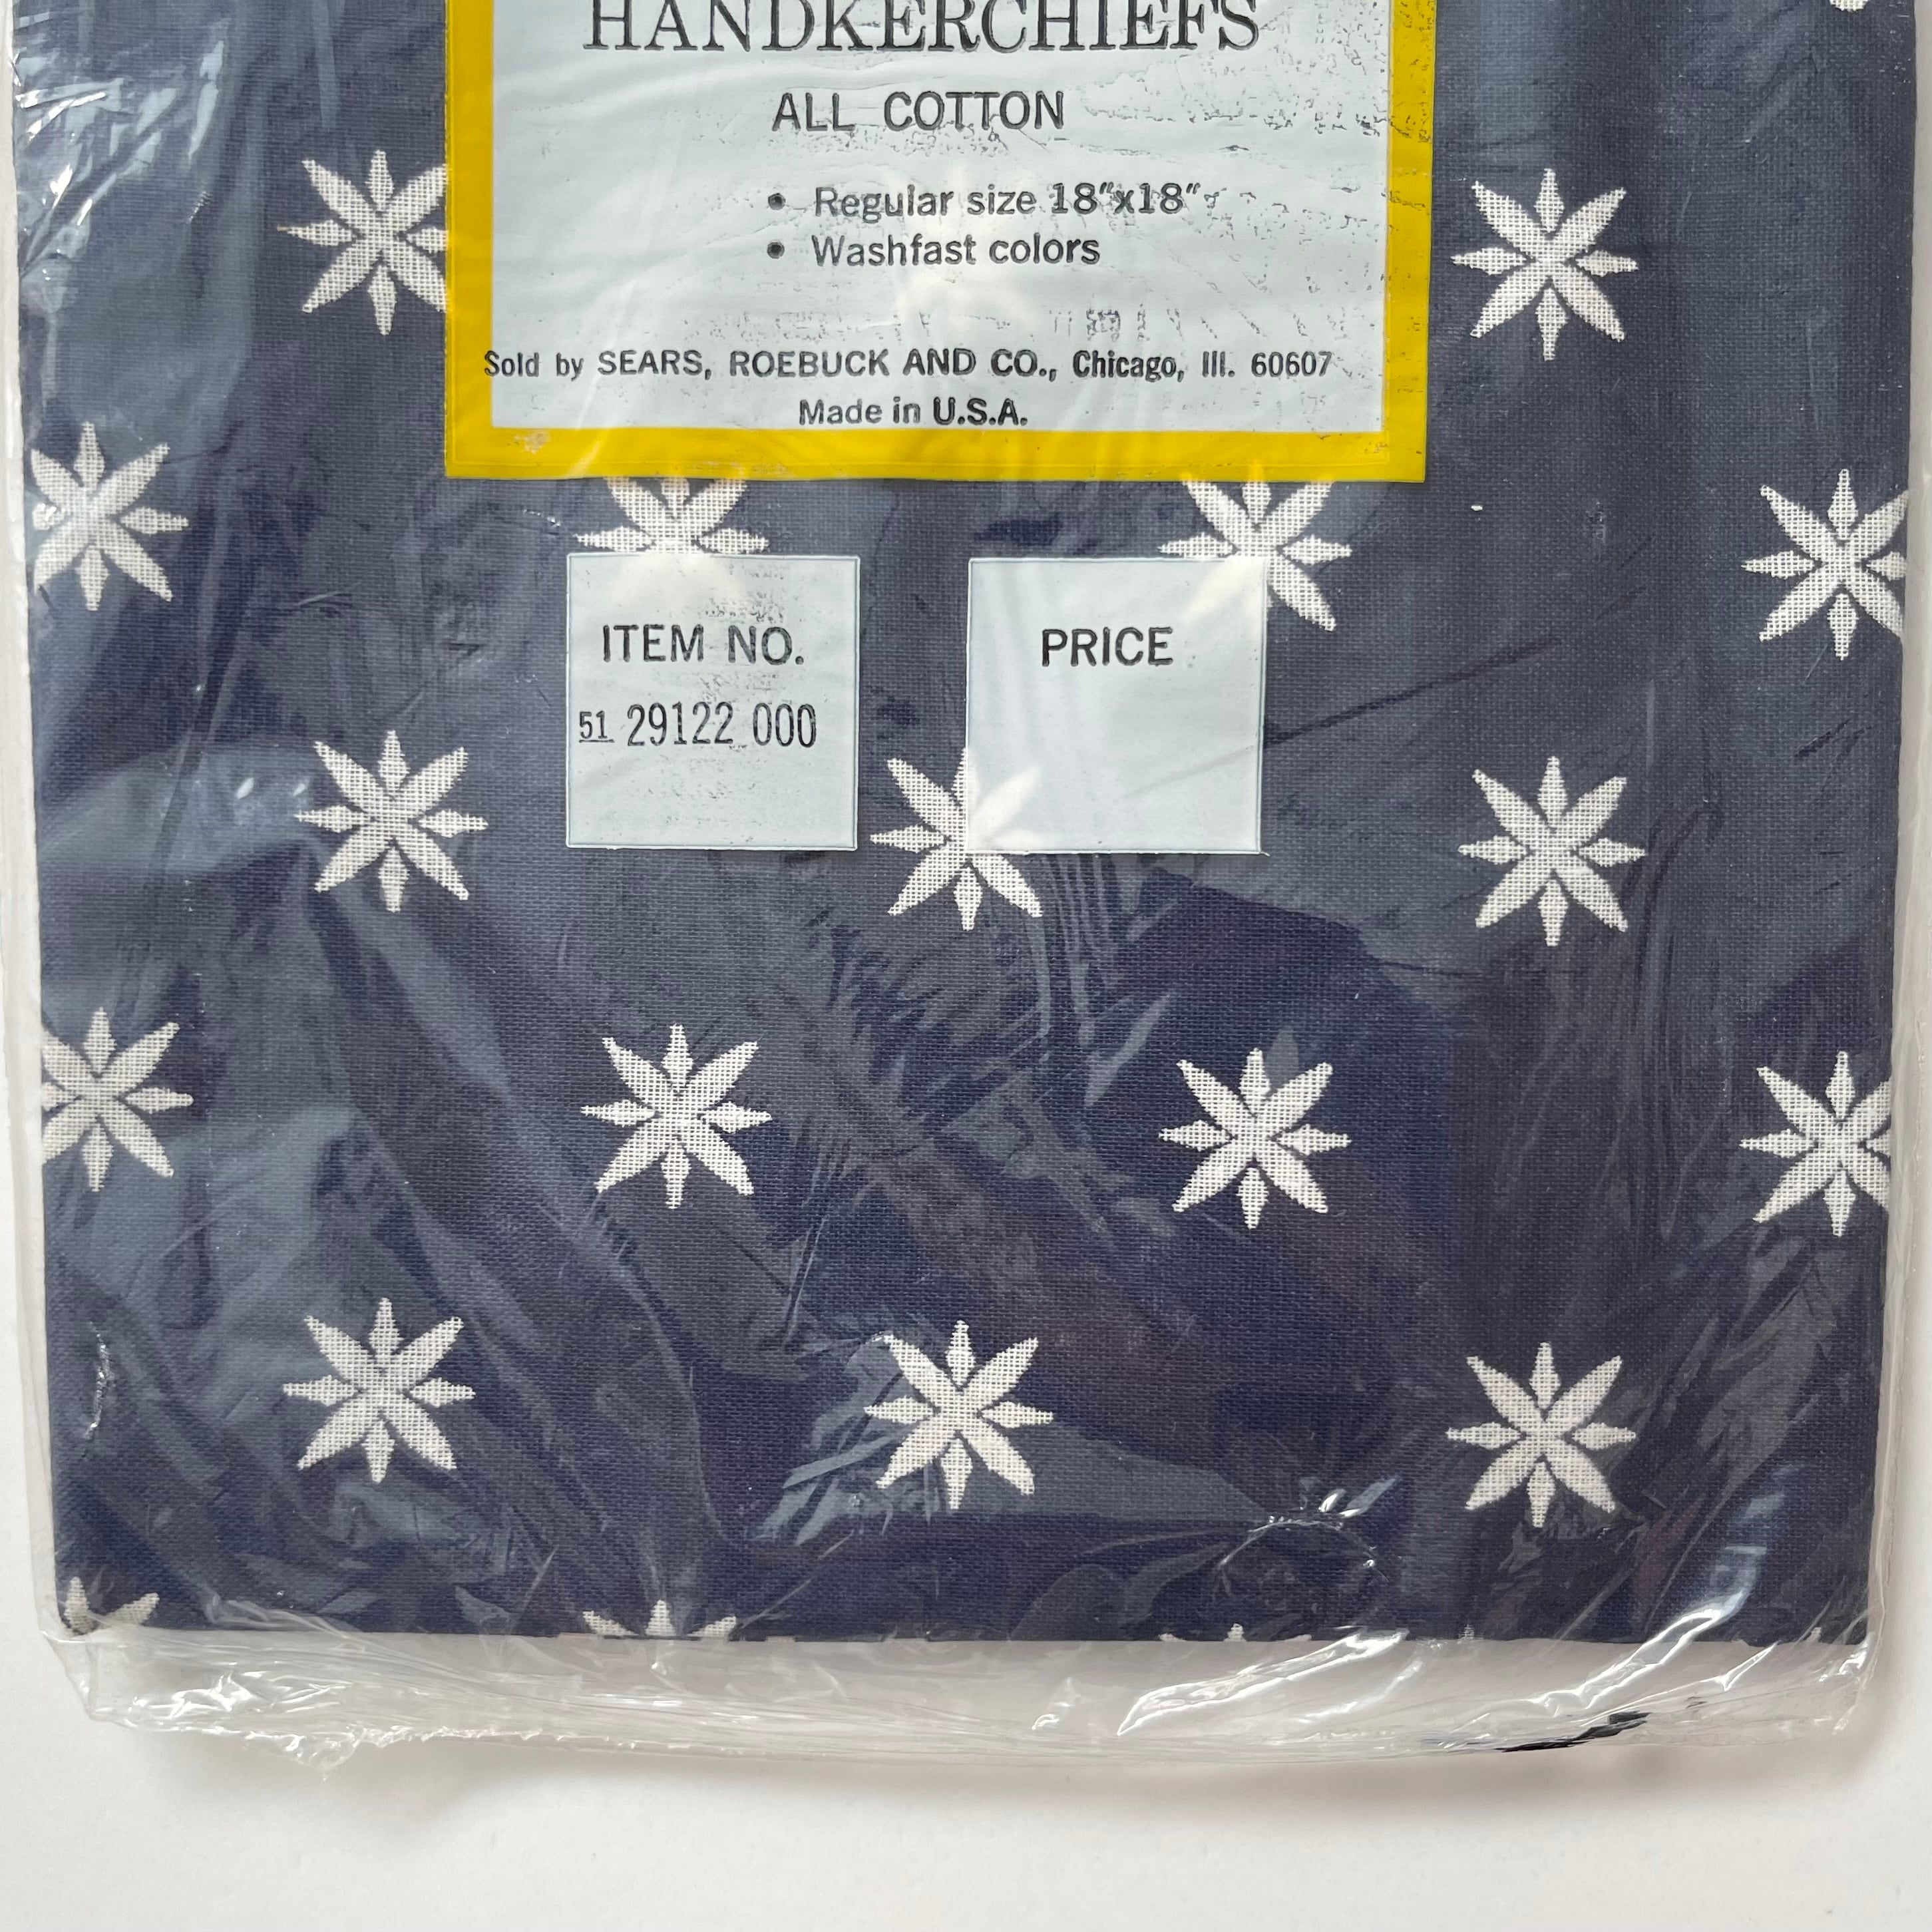 HANDKERCHIEFS
ALL COTTON
• Regular size 18"x18"
• Washfast colors
Sold by SEARS, ROEBUCK AND CO., Chicago, Ill. 60607
Made in U.S.A.
ITEM NO.
51 29122 000
PRICE